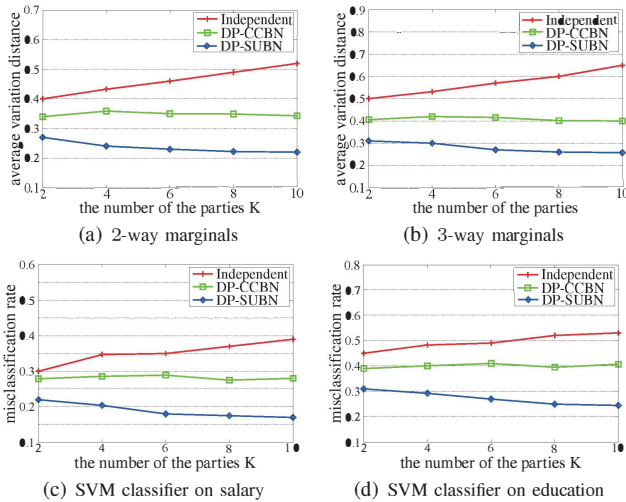 0.7
0.6
0.5
0.4
0.3
0.2
0.1
average variation distance
Independent
DP-CCBN
DP-SUBN
2 4 6 8 10
the number of the parties K
(a) 2-way marginals
0.9
0.8
0.7
0.6
0.5
0.4
0.3
0.2
0.1
average variation distance
Independent
DP-CCBN
DP-SUBN
2 4 6 8 10
the number of the parties
(b) 3-way marginals
0.6
0.5
0.4
0.3
0.2
0.1
misclassification rate
Independent
DP-CCBN
DP-SUBN
2 4 6 8 10
the number of the parties K
(c) SVM classifier on salary
0.8
0.7
0.6
0.5
0.4
0.3
0.2
0.1
misclassification rate
Independent
DP-CCBN
DP-SUBN
2 4 6 8 10
the number of the parties K
(d) SVM classifier on education